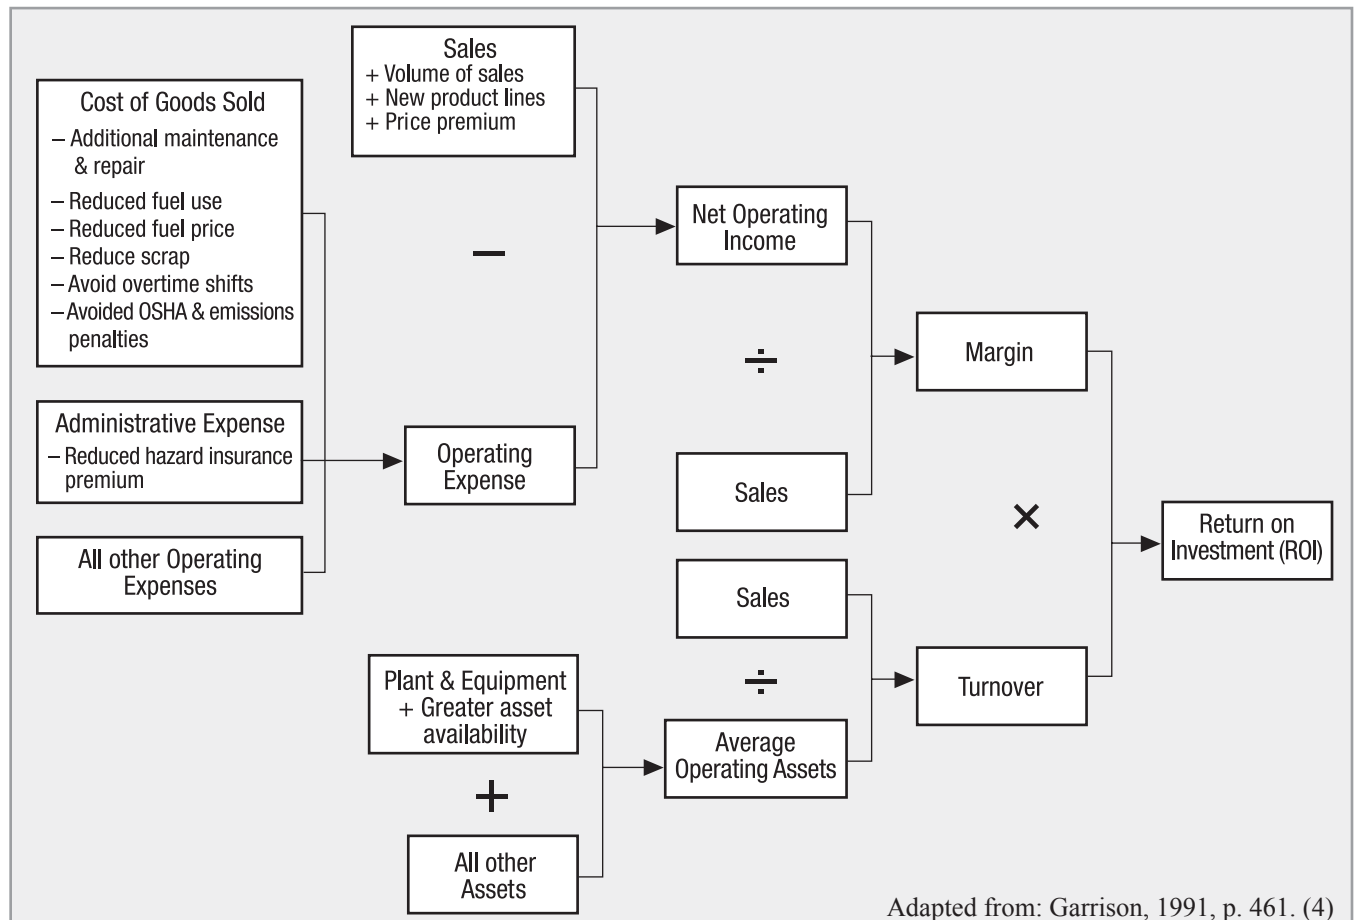 Sales
+ Volume of sales
+ New product lines
+ Price premium
Cost of Goods Sold
– Additional maintenance
& repair
– Reduced fuel use
– Reduced fuel price
– Reduce scrap
– Avoid overtime shifts
– Avoided OSHA & emissions
penalties
Administrative Expense
– Reduced hazard insurance
premium
All other Operating
Expenses
–
Operating
Expense
Net Operating
Income
÷
Sales
Margin
Sales
÷
Plant & Equipment
+ Greater asset
availability
+
All other
Assets
Average
Operating Assets
Turnover
×
Return on
Investment (ROI)
Adapted from: Garrison, 1991, p. 461. (4)